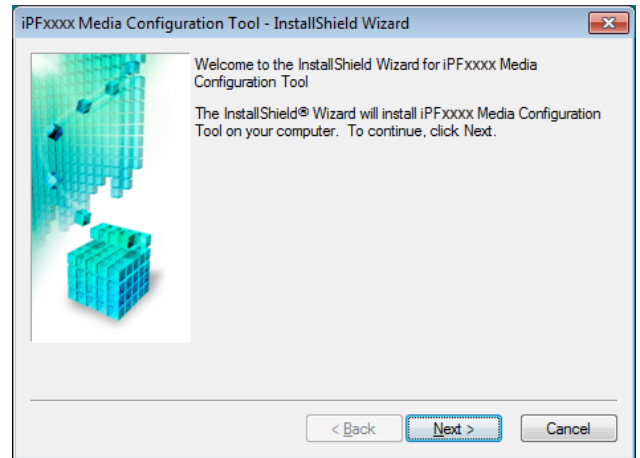 iPFxxxx Media Configuration Tool - InstallShield Wizard
Welcome to the InstallShield Wizard for iPFxxxx Media
Configuration Tool
The InstallShield® Wizard will install iPFxxxx Media Configuration
Tool on your computer. To continue, click Next.
< Back
Next >
Cancel